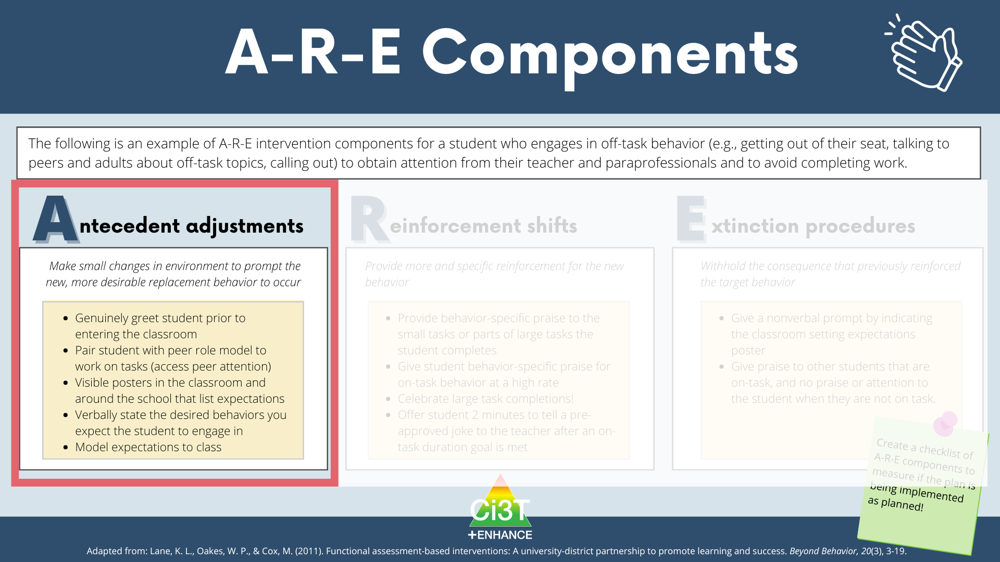 A-R-E Components
The following is an example of A-R-E intervention components for a student who engages in off-task behavior (e.g., getting out of their seat, talking to
peers and adults about off-task topics, calling out) to obtain attention from their teacher and paraprofessionals and to avoid completing work.
Antecedent adjustments
Make small changes in environment to prompt the
new, more desirable replacement behavior to occur
• Genuinely greet student prior to
entering the classroom
• Pair student with peer role model to
work on tasks (access peer attention)
• Visible posters in the classroom and
around the school that list expectations
• Verbally state the desired behaviors you
expect the student to engage in
• Model expectations to class
Reinforcement shifts
Provide more and specific reinforcement for the new
behavior
• Provide behavior-specific praise to the
small tasks or parts of large tasks the
student completes
• Give student behavior-specific praise for
on-task behavior at a high rate
• Celebrate large task completions!
• Offer student 2 minutes to tell a pre-
approved joke to the teacher after an on-
task duration goal is met
Extinction procedures
Withhold the consequence that previously reinforced
the target behavior
• Give a nonverbal prompt by indicating
the classroom setting expectations
poster
• Give praise to other students that are
on-task, and no praise or attention to
the student when they are not on task.
Create a checklist of
A-R-E components to
measure if the plan is
being implemented
as planned!
Ci3T
+ENHANCE
Adapted from: Lane, K. L., Oakes, W. P., & Cox, M. (2011). Functional assessment-based interventions: A university-district partnership to promote learning and success. Beyond Behavior, 20(3), 3-19.